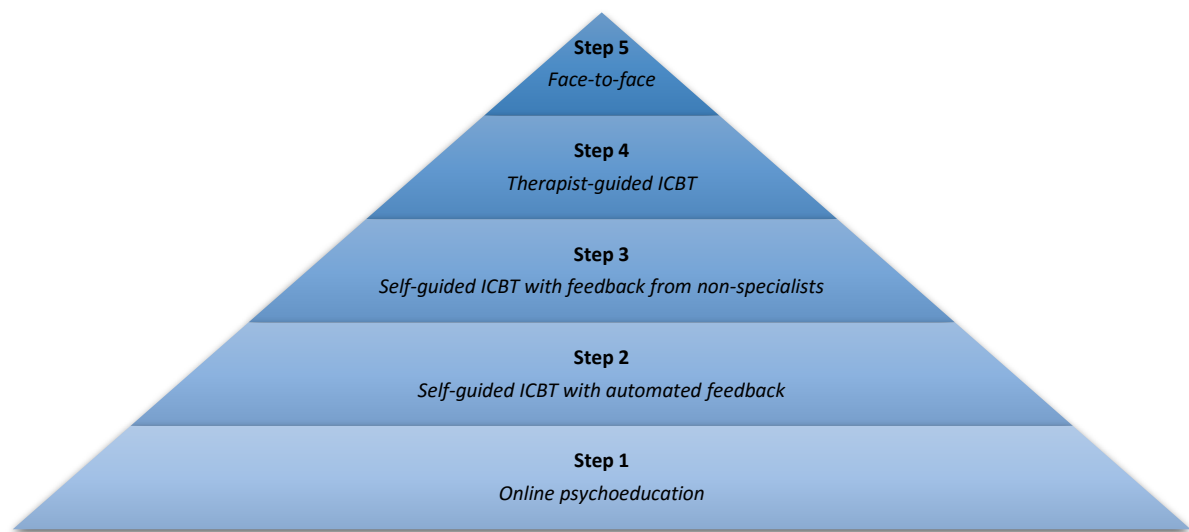 Step 5
Face-to-face
Step 4
Therapist-guided ICBT
Step 3
Self-guided ICBT with feedback from non-specialists
Step 2
Self-guided ICBT with automated feedback
Step 1
Online psychoeducation